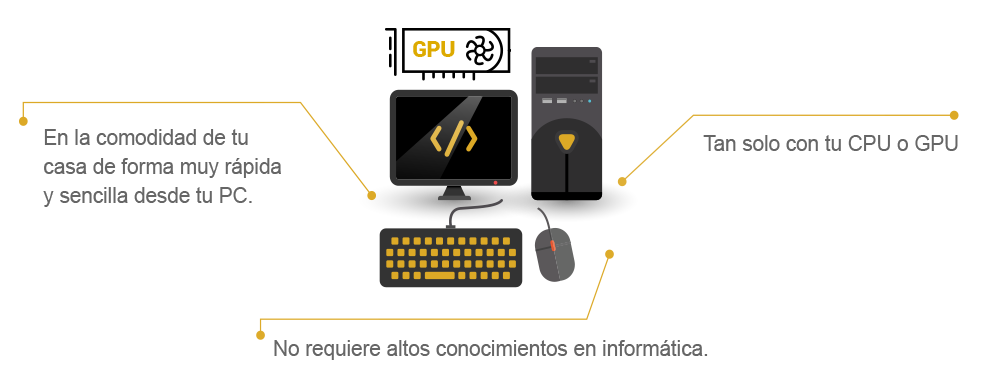 GPU
En la comodidad de tu
casa de forma muy rápida
y sencilla desde tu PC.
Tan solo con tu CPU o GPU
</>
No requiere altos conocimientos en informática.